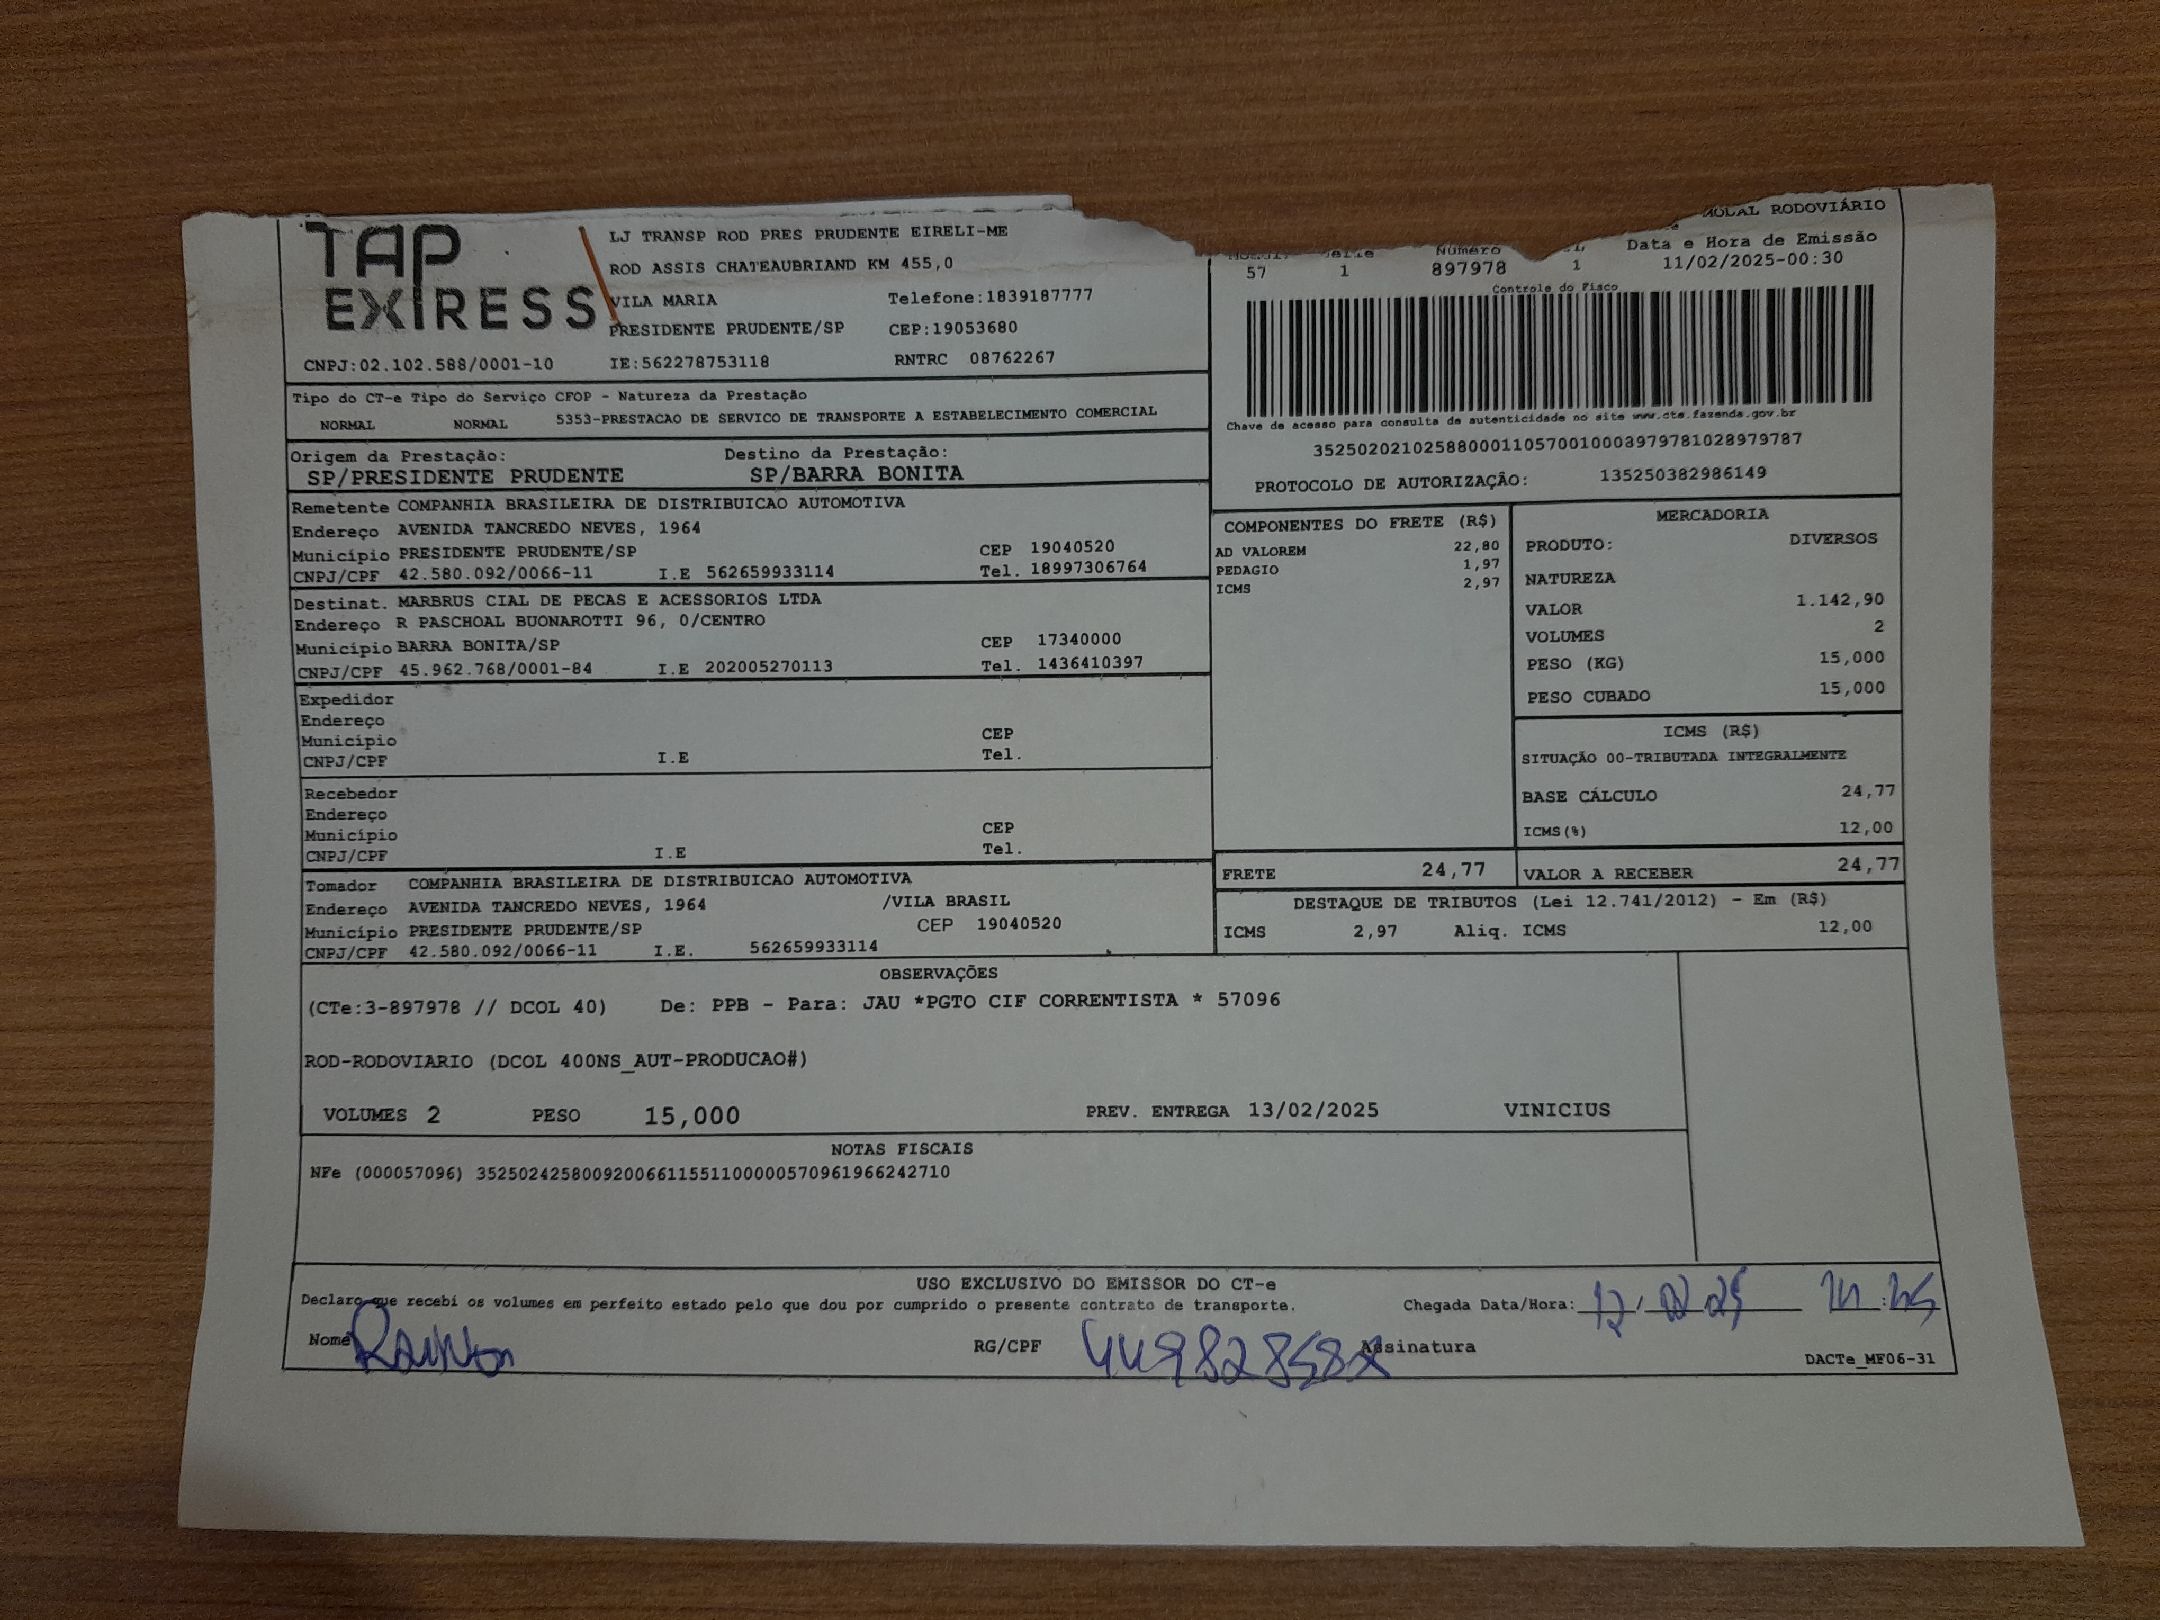 TAP
EXPRESS
LJ TRANSP ROD PRES PRUDENTE EIRELI-ME
ROD ASSIS CHATEAUBRIAND KM 455,0
VILA MARIA Telefone:1839187777
PRESIDENTE PRUDENTE/SP CEP:19053680
CNPJ:02.102.588/0001-10 IE:562278753118 RNTRC 08762267
MODAL RODOVIÁRIO
Número Data e Hora de Emissão
57 1 897978 1 11/02/2025-00:30
Controle do Fisco
Chave de acesso para consulta de autenticidade no site www.cte.fazenda.gov.br
35250202102588000110570010008979781028979787
PROTOCOLO DE AUTORIZAÇÃO: 135250382986149
Tipo do CT-e Tipo do Serviço CFOP - Natureza da Prestação
NORMAL NORMAL 5353-PRESTACAO DE SERVICO DE TRANSPORTE A ESTABELECIMENTO COMERCIAL
Origem da Prestação: Destino da Prestação:
SP/PRESIDENTE PRUDENTE SP/BARRA BONITA
Remetente COMPANHIA BRASILEIRA DE DISTRIBUICAO AUTOMOTIVA
Endereço AVENIDA TANCREDO NEVES, 1964
Município PRESIDENTE PRUDENTE/SP CEP 19040520
CNPJ/CPF 42.580.092/0066-11 I.E 562659933114 Tel. 18997306764
Destinat. MARBRUS CIAL DE PECAS E ACESSORIOS LTDA
Endereço R PASCHOAL BUONAROTTI 96, 0/CENTRO
Município BARRA BONITA/SP CEP 17340000
CNPJ/CPF 45.962.768/0001-84 I.E 202005270113 Tel. 1436410397
Expedidor
Endereço
Município CEP
CNPJ/CPF I.E Tel.
Recebedor
Endereço
Município CEP
CNPJ/CPF I.E Tel.
Tomador COMPANHIA BRASILEIRA DE DISTRIBUICAO AUTOMOTIVA
Endereço AVENIDA TANCREDO NEVES, 1964 /VILA BRASIL
Município PRESIDENTE PRUDENTE/SP CEP 19040520
CNPJ/CPF 42.580.092/0066-11 I.E. 562659933114
COMPONENTES DO FRETE (R$)
AD VALOREM 22,80
PEDAGIO 1,97
ICMS 2,97
MERCADORIA
PRODUTO: DIVERSOS
NATUREZA
VALOR 1.142,90
VOLUMES 2
PESO (KG) 15,000
PESO CUBADO 15,000
ICMS (R$)
SITUAÇÃO 00-TRIBUTADA INTEGRALMENTE
BASE CÁLCULO 24,77
ICMS(%) 12,00
FRETE 24,77 VALOR A RECEBER 24,77
DESTAQUE DE TRIBUTOS (Lei 12.741/2012) - Em (R$)
ICMS 2,97 Aliq. ICMS 12,00
OBSERVAÇÕES
(CTe:3-897978 // DCOL 40) De: PPB - Para: JAU *PGTO CIF CORRENTISTA * 57096
ROD-RODOVIARIO (DCOL 400NS_AUT-PRODUCAO#)
VOLUMES 2 PESO 15,000 PREV. ENTREGA 13/02/2025 VINICIUS
NOTAS FISCAIS
NFe (000057096) 35250242580092006611551100000570961966242710
USO EXCLUSIVO DO EMISSOR DO CT-e
Declaro que recebi os volumes em perfeito estado pelo que dou por cumprido o presente contrato de transporte. Chegada Data/Hora: 12 02 25
Nome RG/CPF 449828582 Assinatura
DACTe_MF06-31